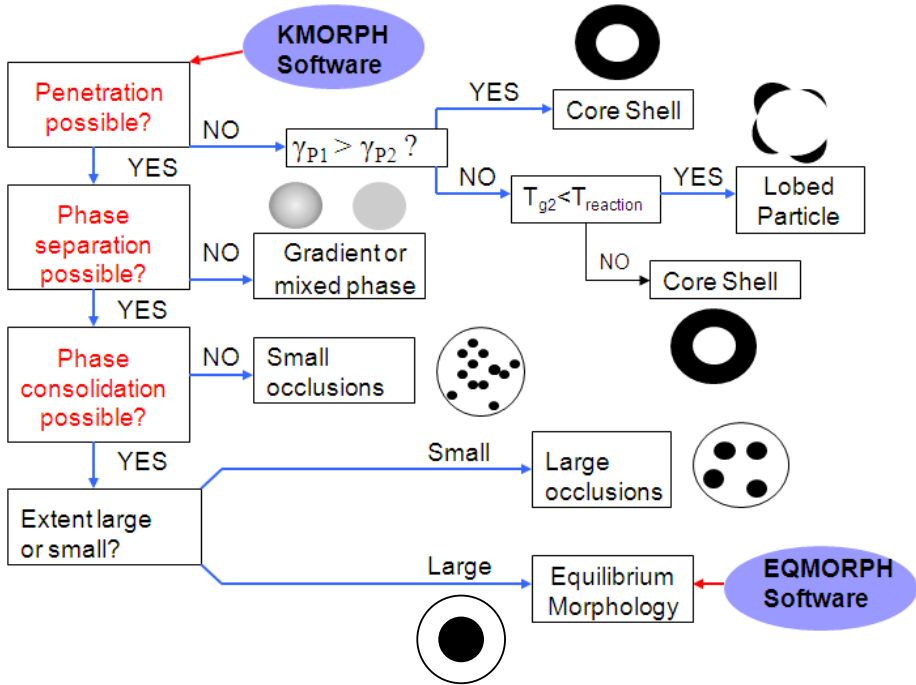 KMORPH
Software
Penetration
possible?
NO
γP1 > γP2 ?
YES
Core Shell
NO
Tg2<Treaction
YES
Lobed
Particle
NO
Core Shell
YES
Phase
separation
possible?
NO
Gradient or
mixed phase
YES
Phase
consolidation
possible?
NO
Small
occlusions
YES
Extent large
or small?
Small
Large
occlusions
Large
Equilibrium
Morphology
EQMORPH
Software